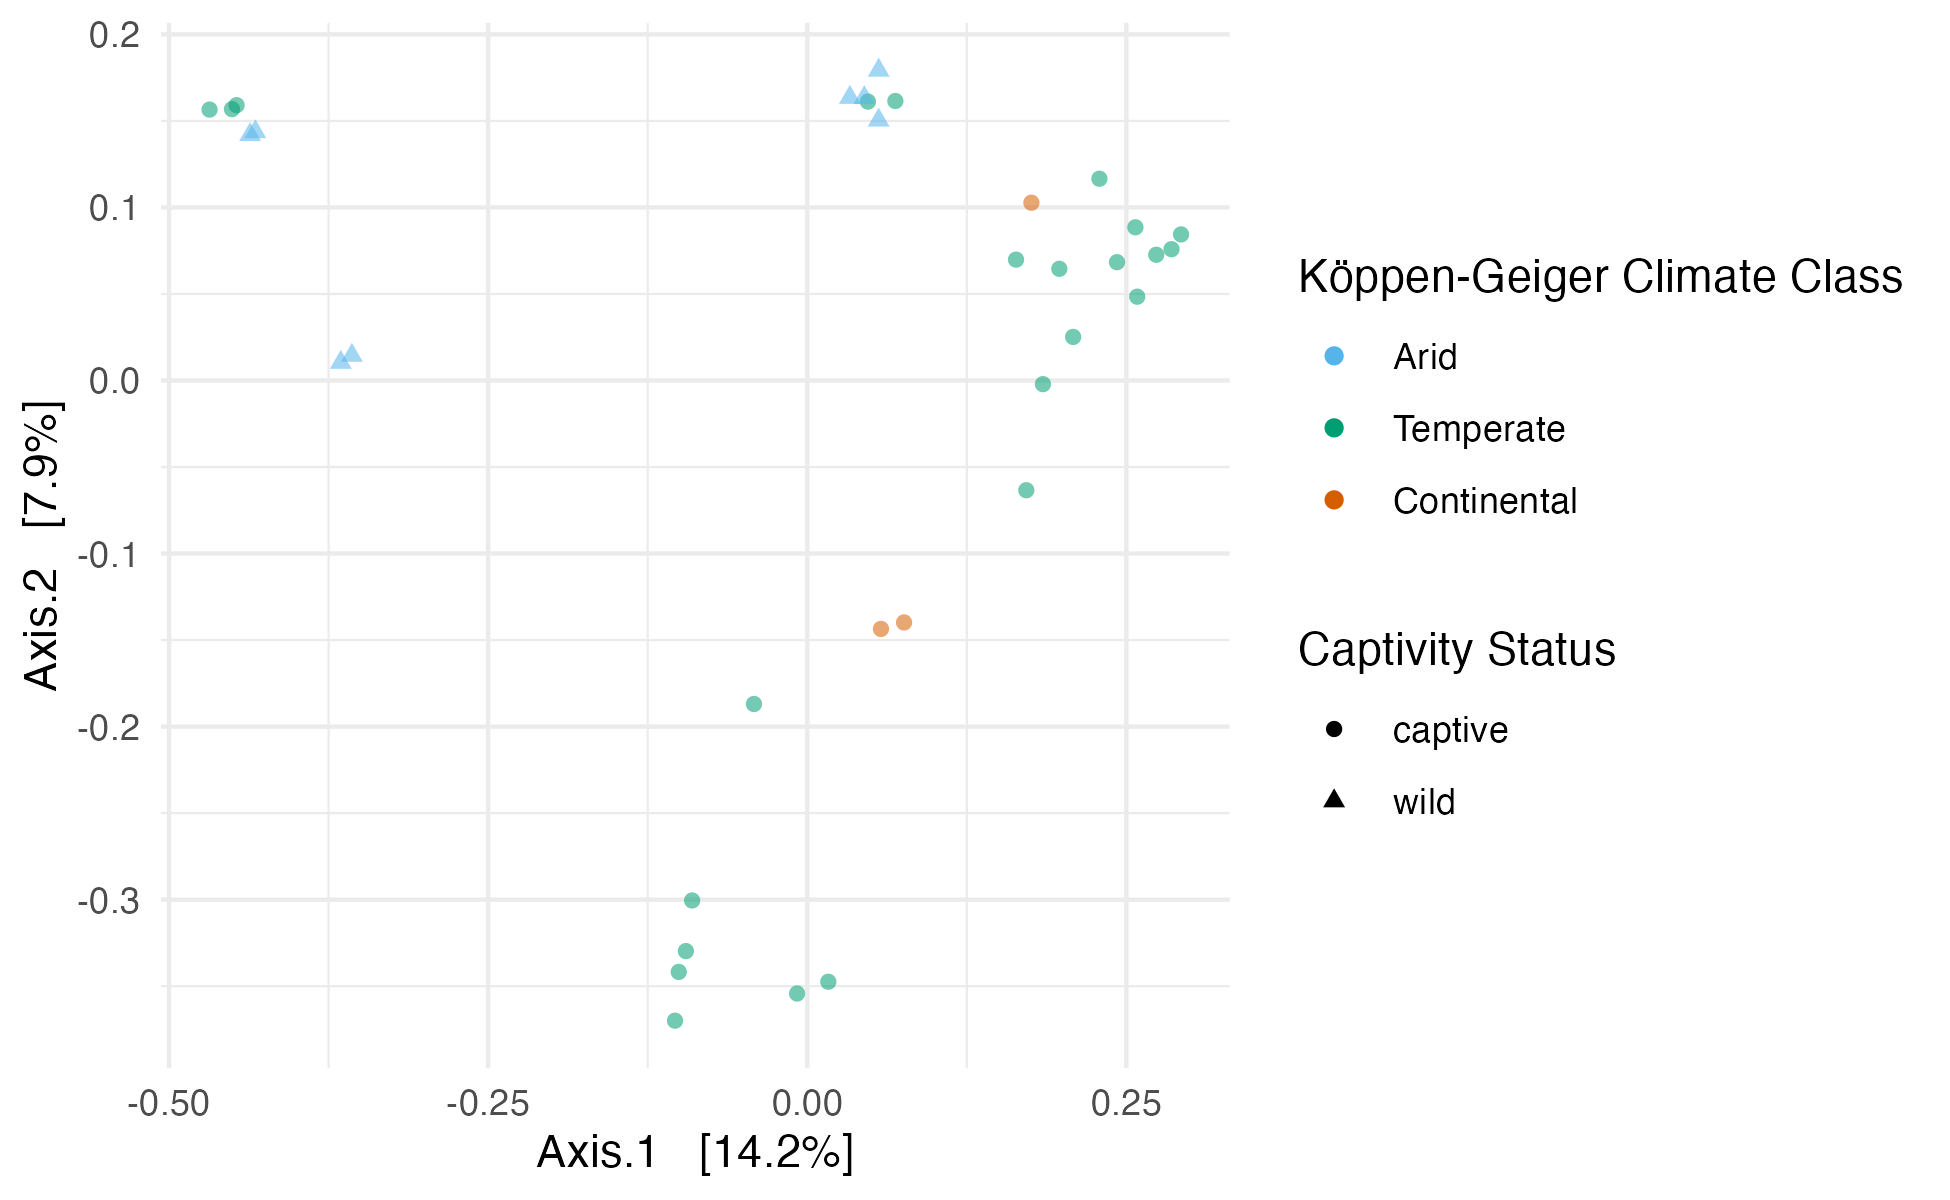 0.2
0.1
0.0
-0.1
-0.2
-0.3
Axis.2 [7.9%]
-0.50 -0.25 0.00 0.25
Axis.1 [14.2%]
Köppen-Geiger Climate Class
Arid
Temperate
Continental
Captivity Status
captive
wild